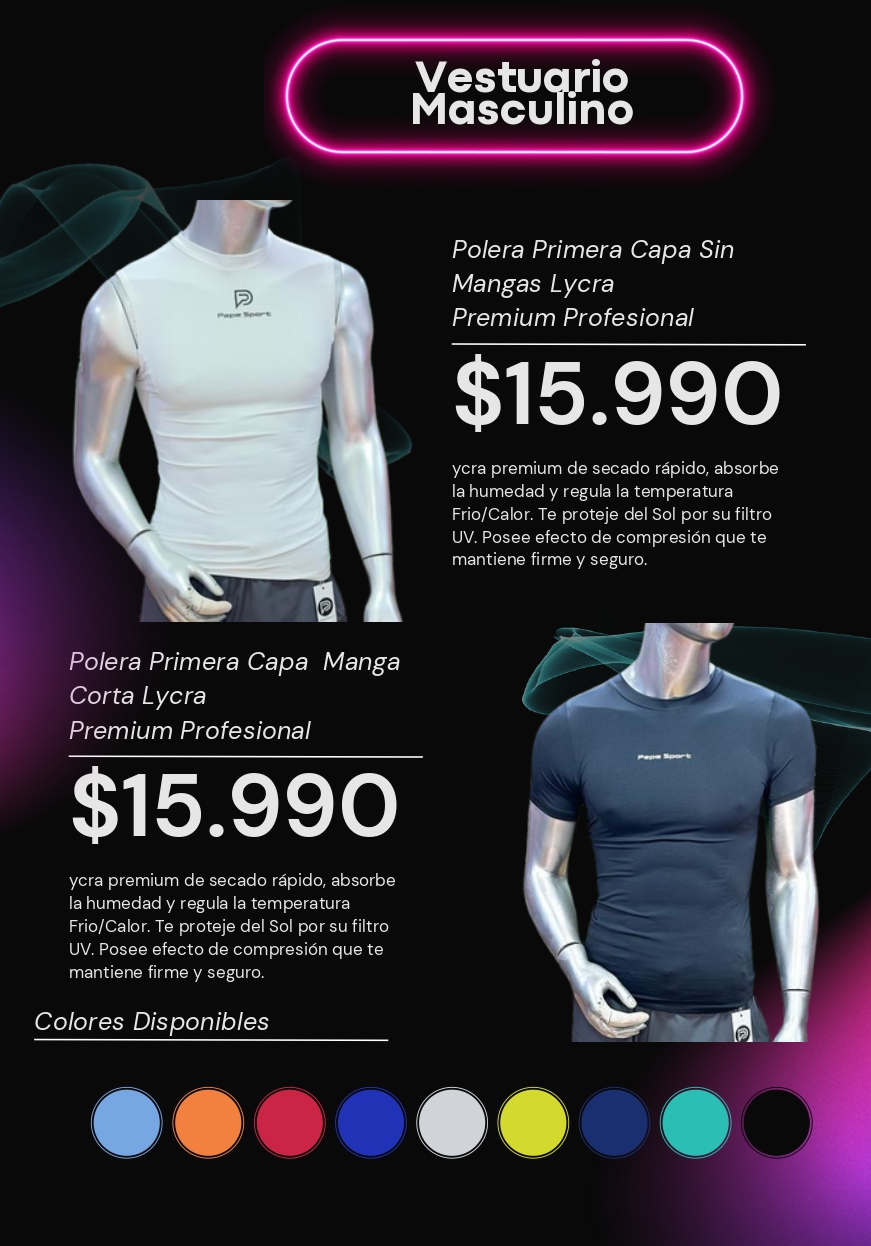 Vestuario
Masculino
Papa Sport
Polera Primera Capa Sin
Mangas Lycra
Premium Profesional
$15.990
ycra premium de secado rápido, absorbe
la humedad y regula la temperatura
Frio/Calor. Te proteje del Sol por su filtro
UV. Posee efecto de compresión que te
mantiene firme y seguro.
Polera Primera Capa  Manga
Corta Lycra
Premium Profesional
$15.990
ycra premium de secado rápido, absorbe
la humedad y regula la temperatura
Frio/Calor. Te proteje del Sol por su filtro
UV. Posee efecto de compresión que te
mantiene firme y seguro.
Papa Sport
Colores Disponibles